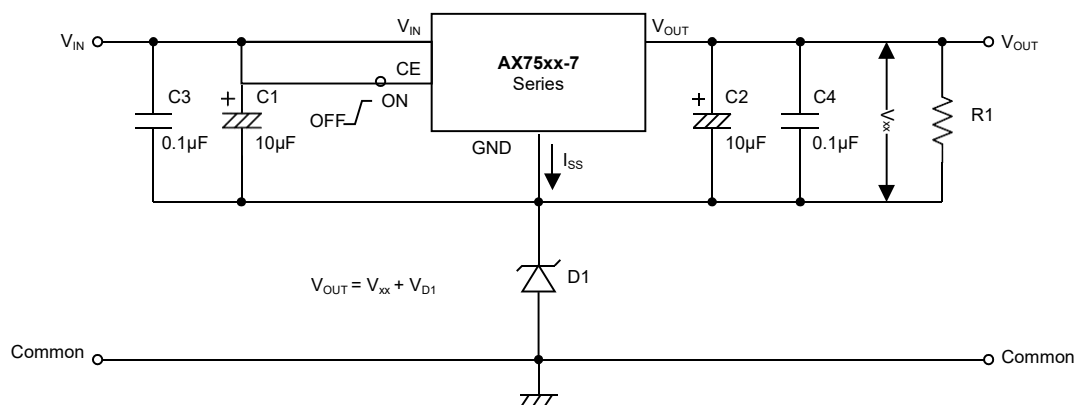 V_IN
V_IN
AX75xx-7
Series
V_OUT
V_OUT
CE
ON
OFF
C3
0.1µF
+
C1
10µF
GND
I_SS
+
C2
10µF
C4
0.1µF
V_xx
R1
V_OUT = V_xx + V_D1
D1
Common
Common